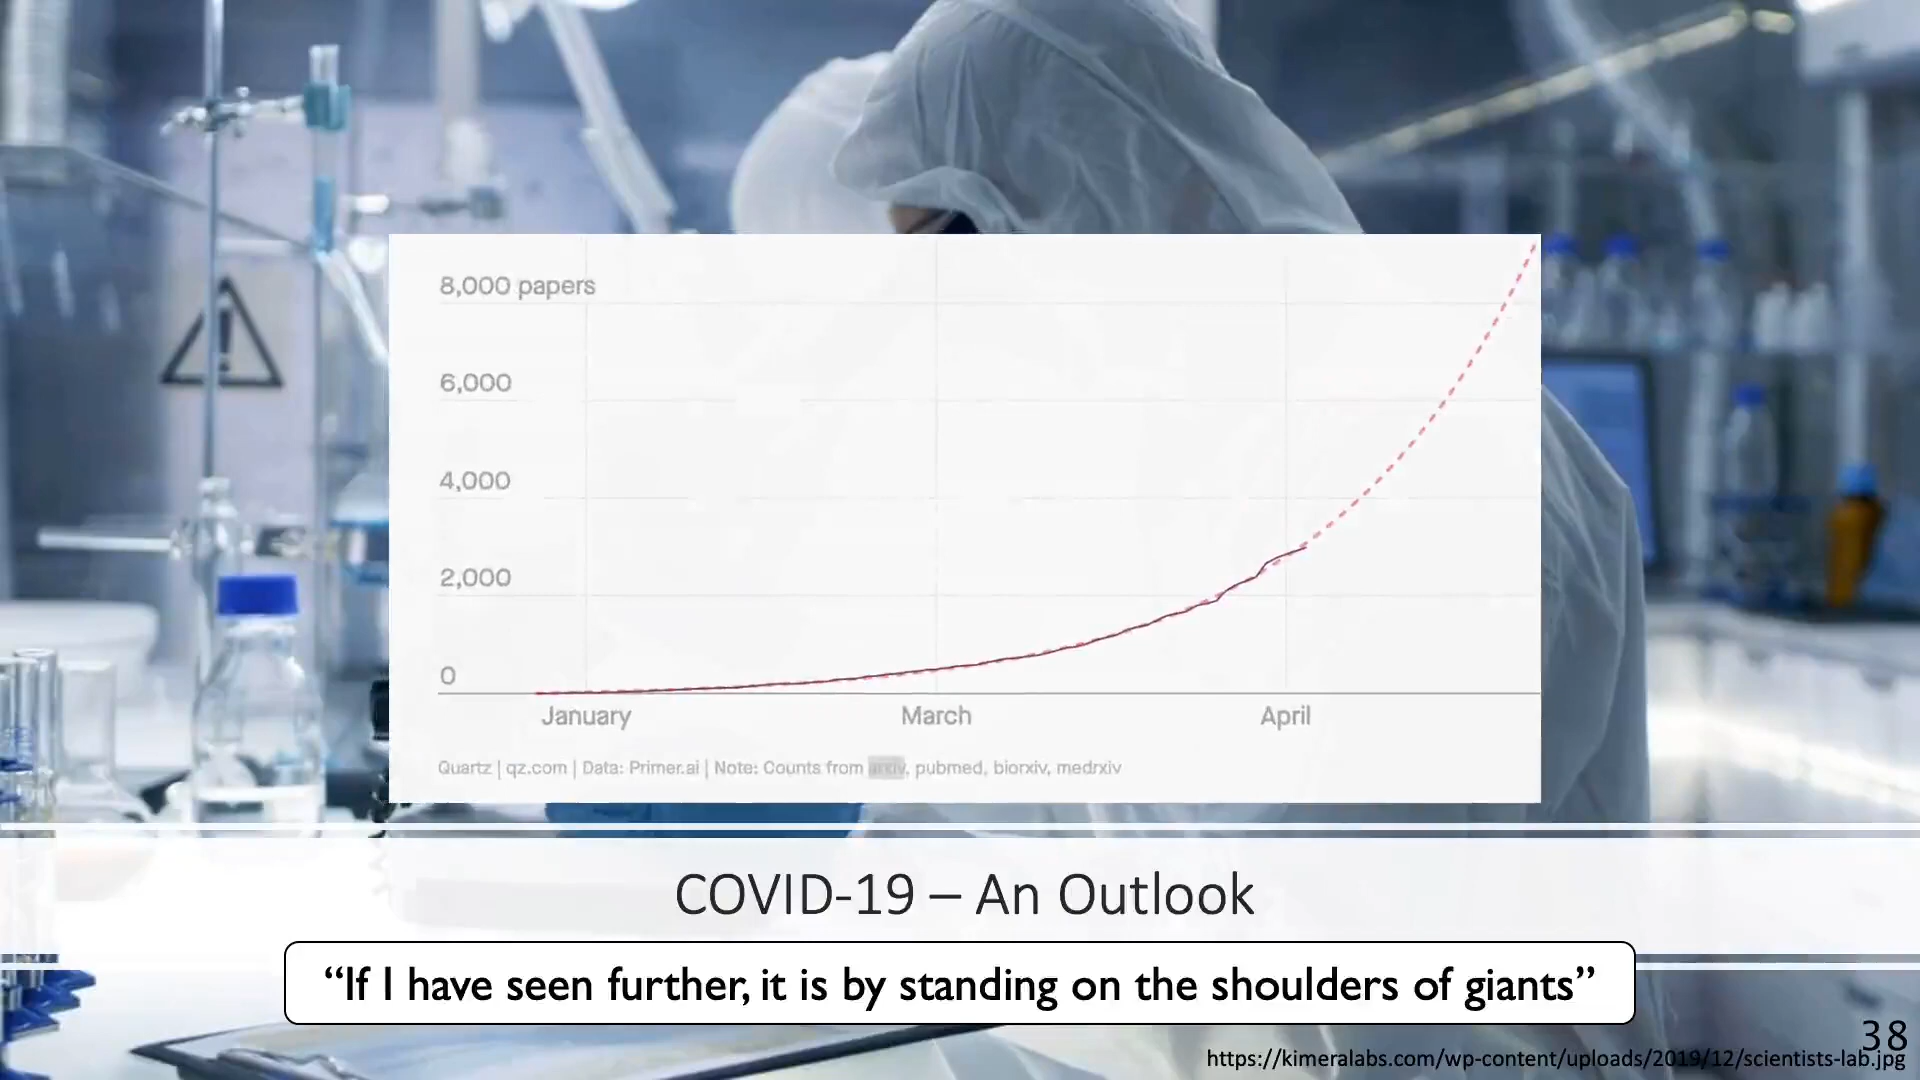 8,000 papers
6,000
4,000
2,000
0
January March April
Quartz | qz.com | Data: Primer.ai | Note: Counts from arxiv, pubmed, biorxiv, medrxiv
COVID-19 – An Outlook
“If I have seen further, it is by standing on the shoulders of giants”
38
https://kimeralabs.com/wp-content/uploads/2019/12/scientists-lab.jpg